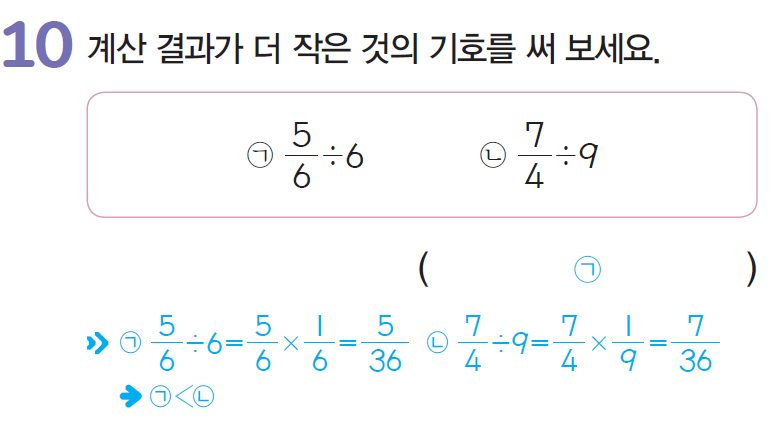 10 계산 결과가 더 작은 것의 기호를 써 보세요.
㉠ 5/6÷6 ㉡ 7/4÷9
( ㉠ )
» ㉠ 5/6÷6=5/6×1/6=5/36 ㉡ 7/4÷9=7/4×1/9=7/36
➔ ㉠<㉡